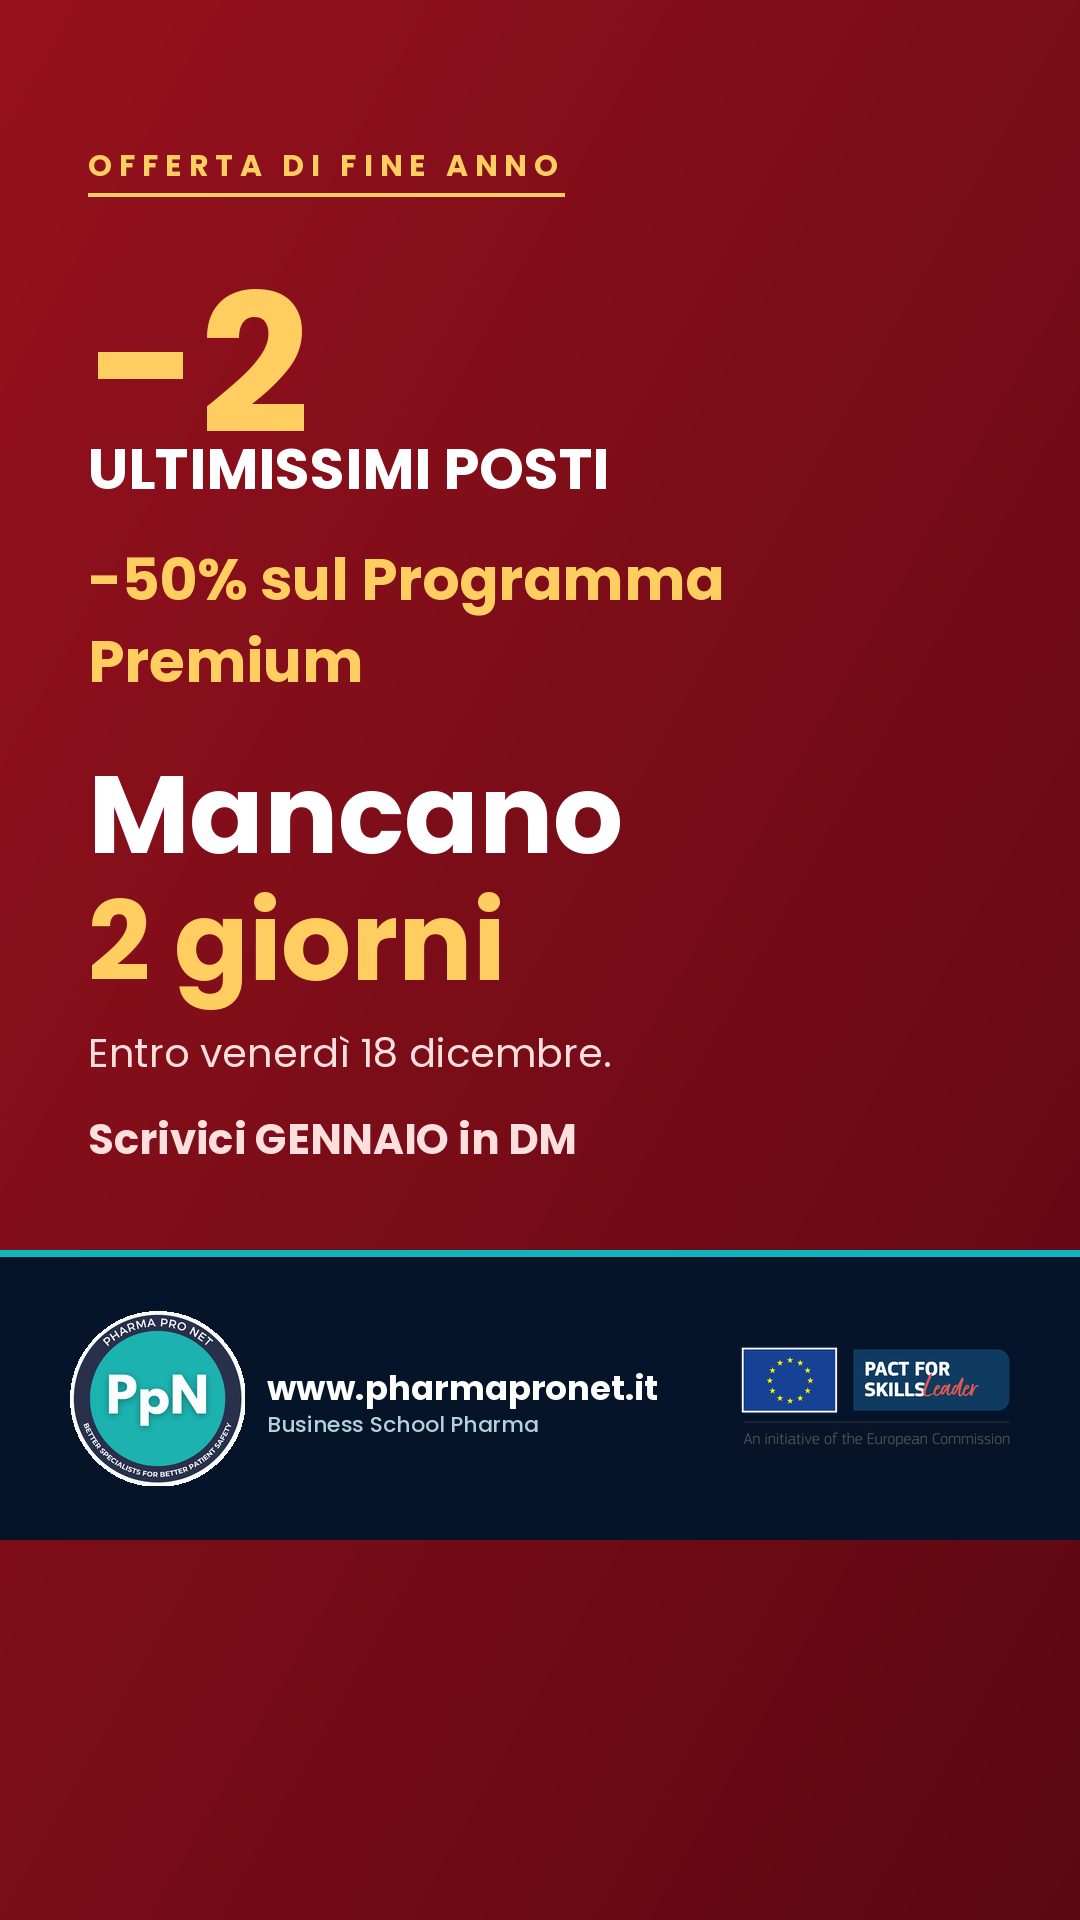 OFFERTA DI FINE ANNO
-2
ULTIMISSIMI POSTI
-50% sul Programma
Premium
Mancano
2 giorni
Entro venerdì 18 dicembre.
Scrivici GENNAIO in DM
PHARMA PRO NET
PpN
BETTER SPECIALISTS FOR BETTER PATIENT SAFETY
www.pharmapronet.it
Business School Pharma
PACT FOR
SKILLS Leader
An initiative of the European Commission